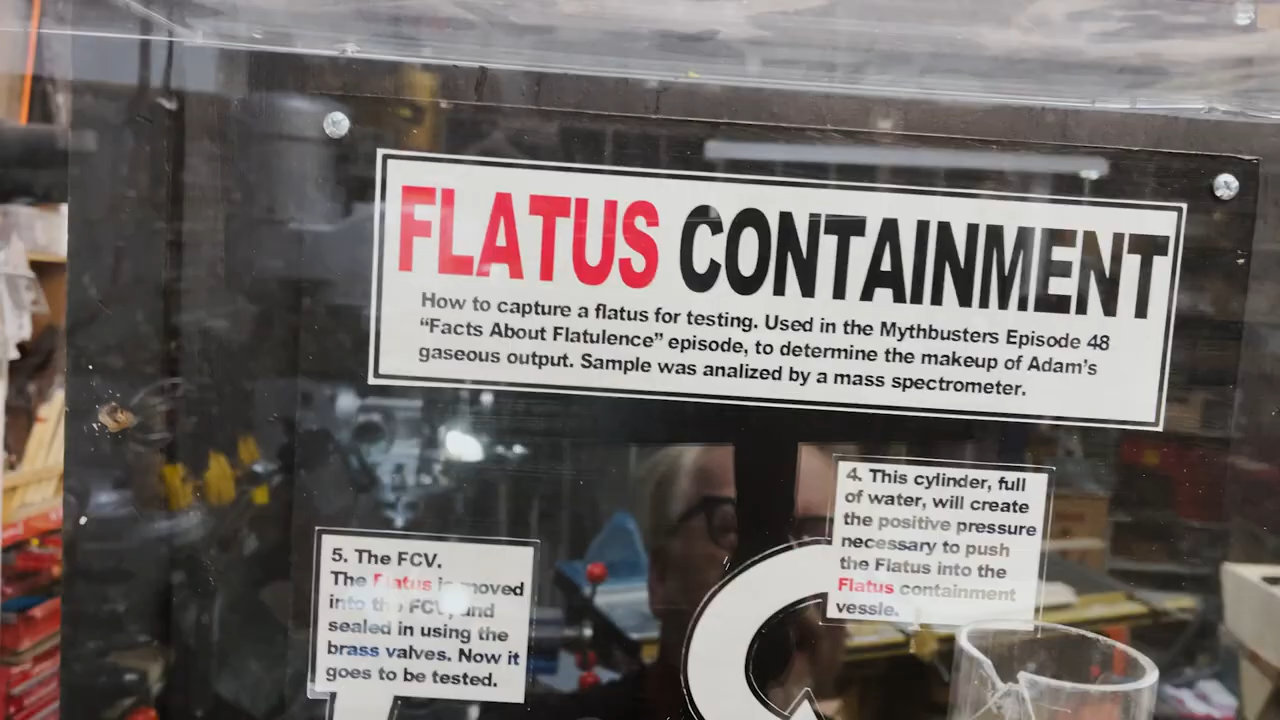 FLATUS CONTAINMENT
How to capture a flatus for testing. Used in the Mythbusters Episode 48
“Facts About Flatulence” episode, to determine the makeup of Adam’s
gaseous output. Sample was analized by a mass spectrometer.
4. This cylinder, full
of water, will create
the positive pressure
necessary to push
the Flatus into the
Flatus containment
vessle.
5. The FCV.
The Flatus is moved
into the FCV, and
sealed in using the
brass valves. Now it
goes to be tested.